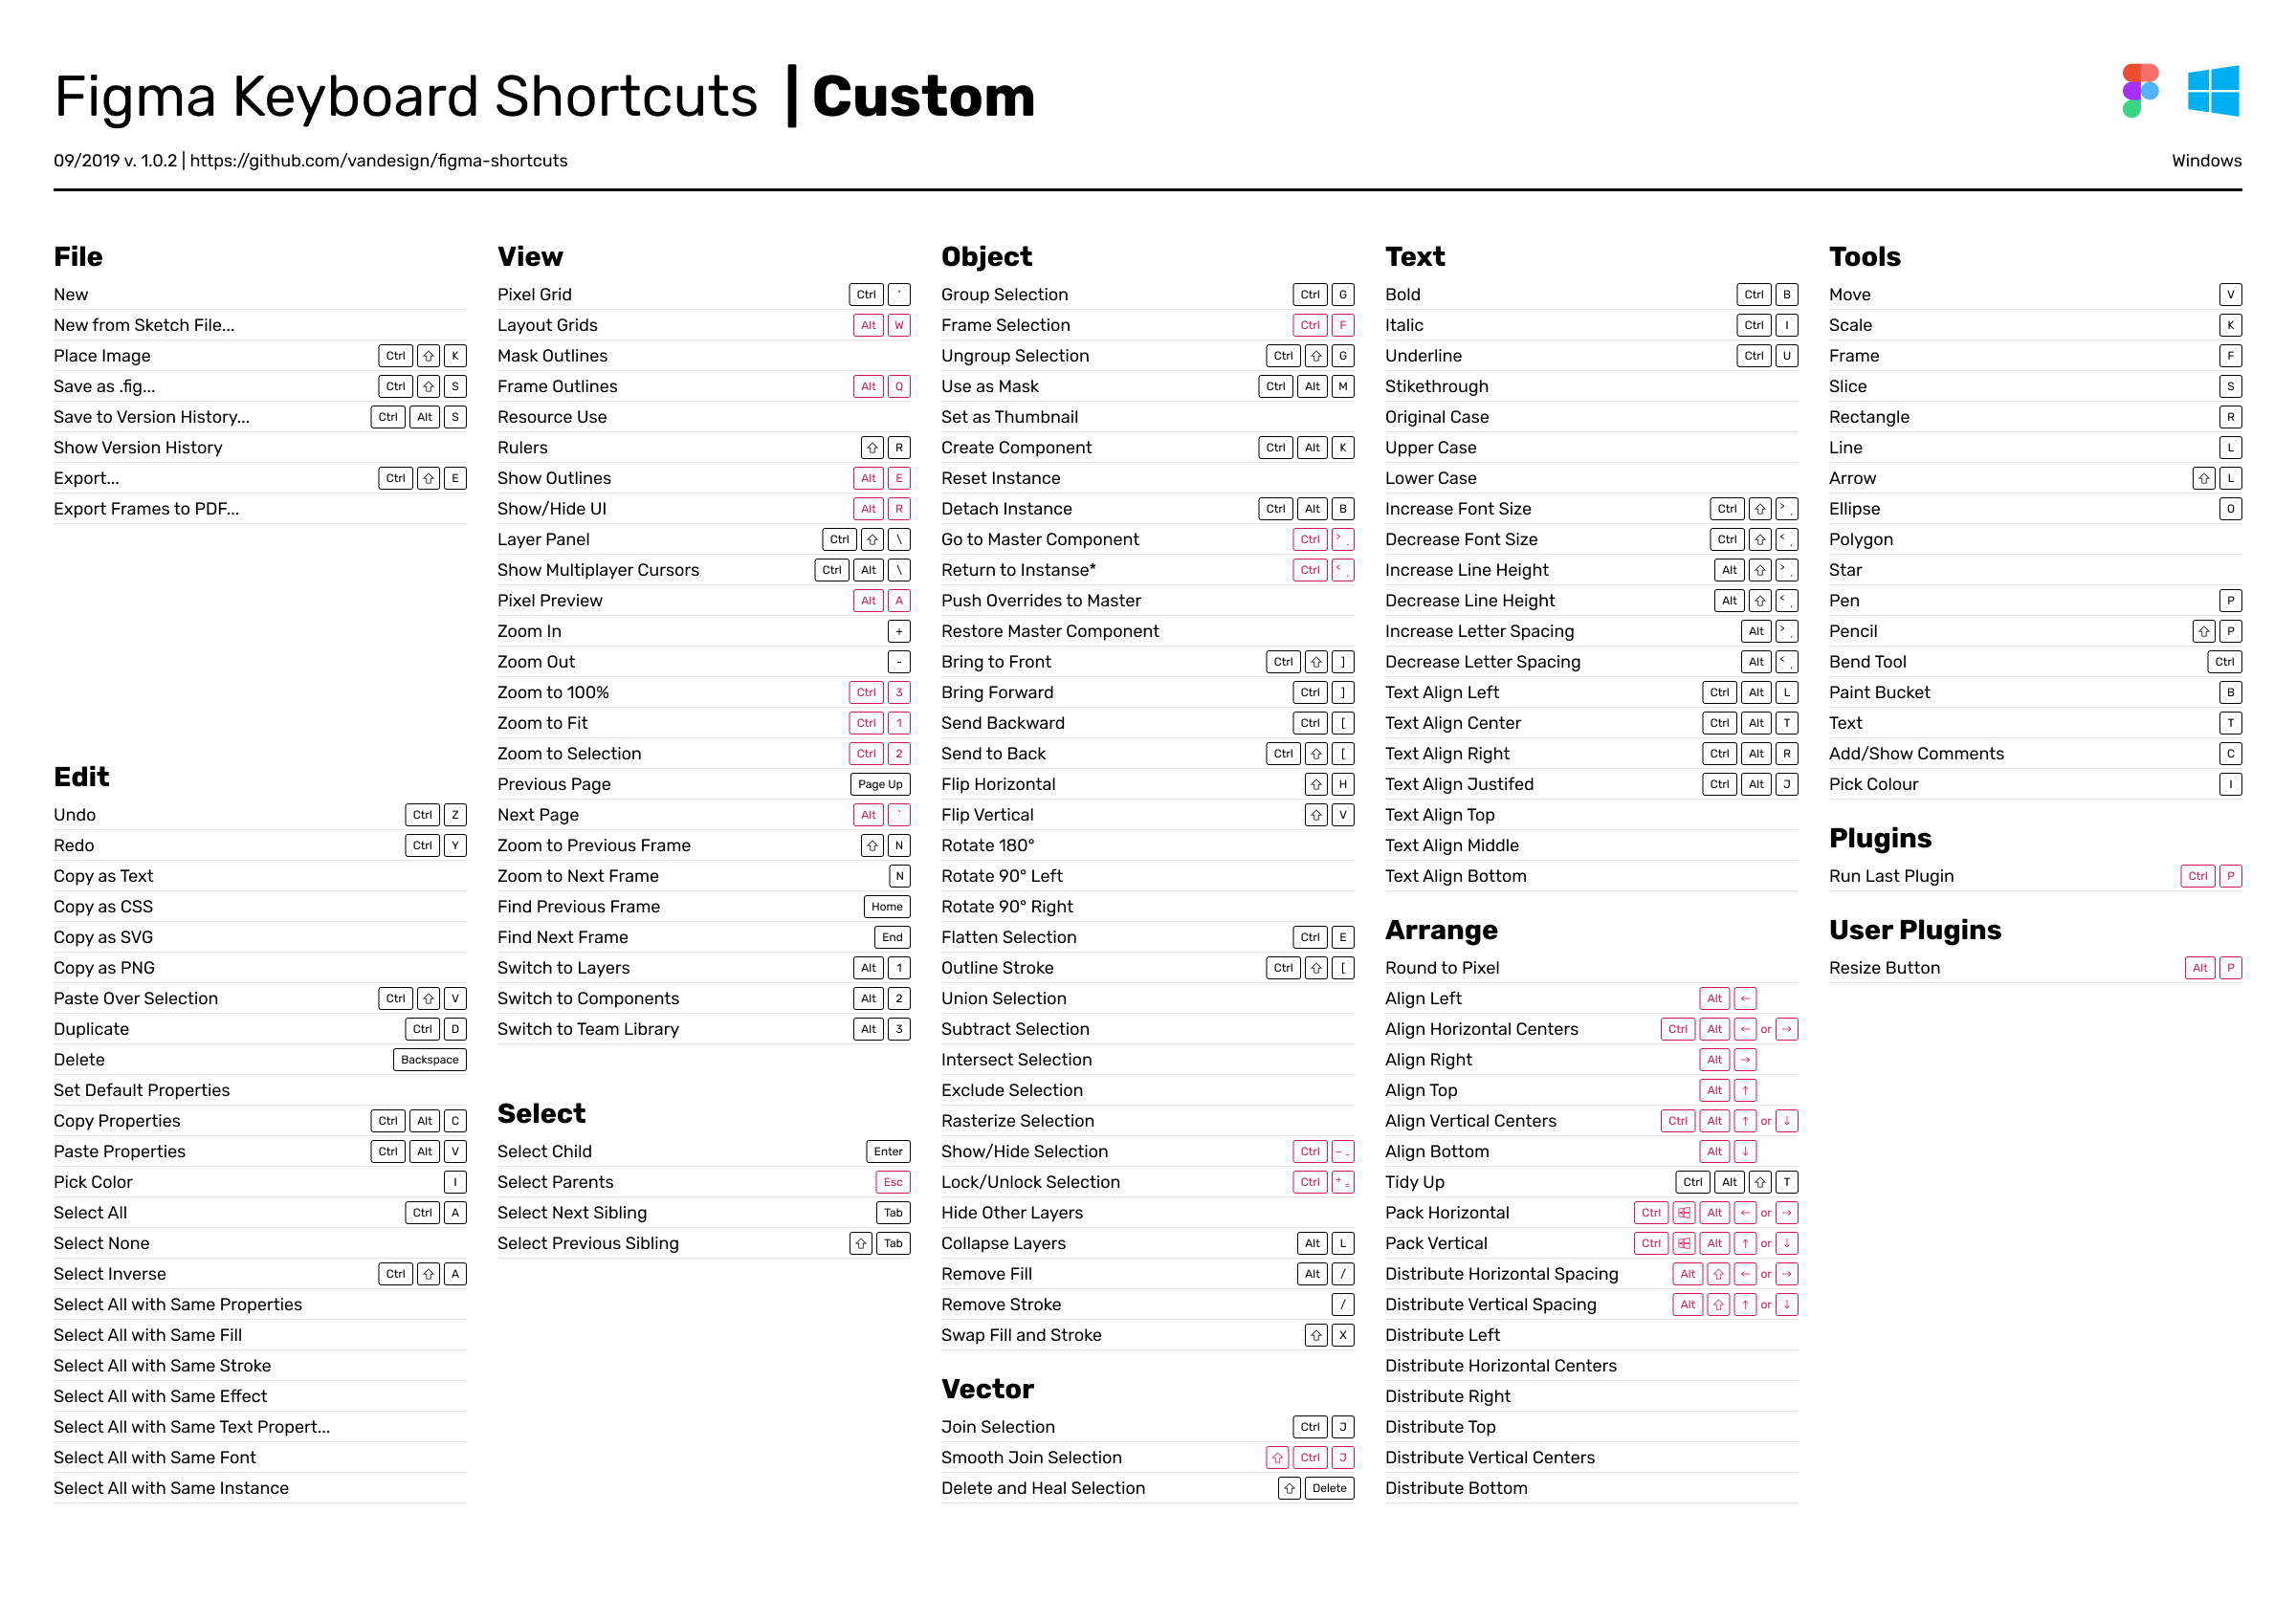 Figma Keyboard Shortcuts | Custom
09/2019 v. 1.0.2 | https://github.com/vandesign/figma-shortcuts
Windows
File
New
New from Sketch File...
Place Image Ctrl ⇧ K
Save as .fig... Ctrl ⇧ S
Save to Version History... Ctrl Alt S
Show Version History
Export... Ctrl ⇧ E
Export Frames to PDF...
Edit
Undo Ctrl Z
Redo Ctrl Y
Copy as Text
Copy as CSS
Copy as SVG
Copy as PNG
Paste Over Selection Ctrl ⇧ V
Duplicate Ctrl D
Delete Backspace
Set Default Properties
Copy Properties Ctrl Alt C
Paste Properties Ctrl Alt V
Pick Color I
Select All Ctrl A
Select None
Select Inverse Ctrl ⇧ A
Select All with Same Properties
Select All with Same Fill
Select All with Same Stroke
Select All with Same Effect
Select All with Same Text Propert...
Select All with Same Font
Select All with Same Instance
View
Pixel Grid Ctrl '
Layout Grids Alt W
Mask Outlines
Frame Outlines Alt Q
Resource Use
Rulers ⇧ R
Show Outlines Alt E
Show/Hide UI Alt R
Layer Panel Ctrl ⇧ \
Show Multiplayer Cursors Ctrl Alt \
Pixel Preview Alt A
Zoom In +
Zoom Out -
Zoom to 100% Ctrl 3
Zoom to Fit Ctrl 1
Zoom to Selection Ctrl 2
Previous Page Page Up
Next Page Alt `
Zoom to Previous Frame ⇧ N
Zoom to Next Frame N
Find Previous Frame Home
Find Next Frame End
Switch to Layers Alt 1
Switch to Components Alt 2
Switch to Team Library Alt 3
Select
Select Child Enter
Select Parents Esc
Select Next Sibling Tab
Select Previous Sibling ⇧ Tab
Object
Group Selection Ctrl G
Frame Selection Ctrl F
Ungroup Selection Ctrl ⇧ G
Use as Mask Ctrl Alt M
Set as Thumbnail
Create Component Ctrl Alt K
Reset Instance
Detach Instance Ctrl Alt B
Go to Master Component Ctrl > .
Return to Instanse* Ctrl < ,
Push Overrides to Master
Restore Master Component
Bring to Front Ctrl ⇧ ]
Bring Forward Ctrl ]
Send Backward Ctrl [
Send to Back Ctrl ⇧ [
Flip Horizontal ⇧ H
Flip Vertical ⇧ V
Rotate 180°
Rotate 90° Left
Rotate 90° Right
Flatten Selection Ctrl E
Outline Stroke Ctrl ⇧ [
Union Selection
Subtract Selection
Intersect Selection
Exclude Selection
Rasterize Selection
Show/Hide Selection Ctrl – -
Lock/Unlock Selection Ctrl + =
Hide Other Layers
Collapse Layers Alt L
Remove Fill Alt /
Remove Stroke /
Swap Fill and Stroke ⇧ X
Vector
Join Selection Ctrl J
Smooth Join Selection ⇧ Ctrl J
Delete and Heal Selection ⇧ Delete
Text
Bold Ctrl B
Italic Ctrl I
Underline Ctrl U
Stikethrough
Original Case
Upper Case
Lower Case
Increase Font Size Ctrl ⇧ > .
Decrease Font Size Ctrl ⇧ < ,
Increase Line Height Alt ⇧ > .
Decrease Line Height Alt ⇧ < ,
Increase Letter Spacing Alt > .
Decrease Letter Spacing Alt < ,
Text Align Left Ctrl Alt L
Text Align Center Ctrl Alt T
Text Align Right Ctrl Alt R
Text Align Justifed Ctrl Alt J
Text Align Top
Text Align Middle
Text Align Bottom
Arrange
Round to Pixel
Align Left Alt ←
Align Horizontal Centers Ctrl Alt ← or →
Align Right Alt →
Align Top Alt ↑
Align Vertical Centers Ctrl Alt ↑ or ↓
Align Bottom Alt ↓
Tidy Up Ctrl Alt ⇧ T
Pack Horizontal Ctrl ⊞ Alt ← or →
Pack Vertical Ctrl ⊞ Alt ↑ or ↓
Distribute Horizontal Spacing Alt ⇧ ← or →
Distribute Vertical Spacing Alt ⇧ ↑ or ↓
Distribute Left
Distribute Horizontal Centers
Distribute Right
Distribute Top
Distribute Vertical Centers
Distribute Bottom
Tools
Move V
Scale K
Frame F
Slice S
Rectangle R
Line L
Arrow ⇧ L
Ellipse O
Polygon
Star
Pen P
Pencil ⇧ P
Bend Tool Ctrl
Paint Bucket B
Text T
Add/Show Comments C
Pick Colour I
Plugins
Run Last Plugin Ctrl P
User Plugins
Resize Button Alt P